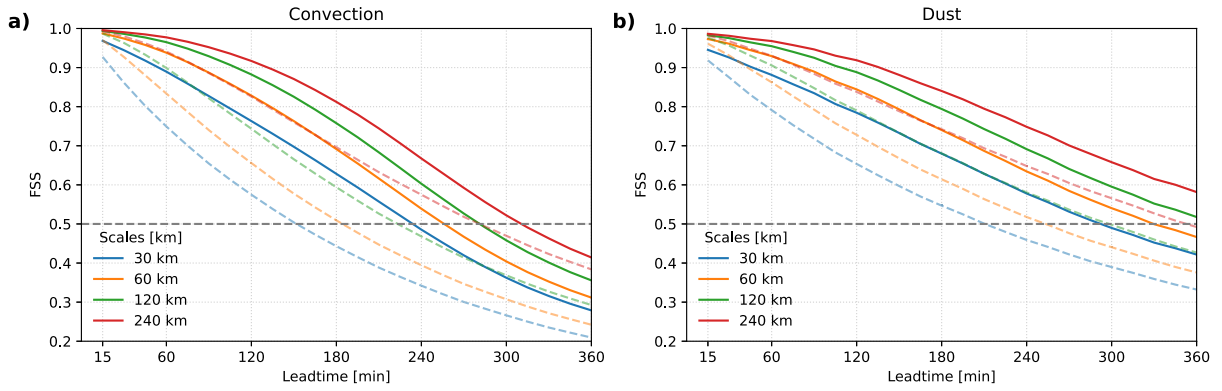 a)
Convection
FSS
1.0
0.9
0.8
0.7
0.6
0.5
0.4
0.3
0.2
Scales [km]
30 km
60 km
120 km
240 km
15 60 120 180 240 300 360
Leadtime [min]
b)
Dust
FSS
1.0
0.9
0.8
0.7
0.6
0.5
0.4
0.3
0.2
Scales [km]
30 km
60 km
120 km
240 km
15 60 120 180 240 300 360
Leadtime [min]